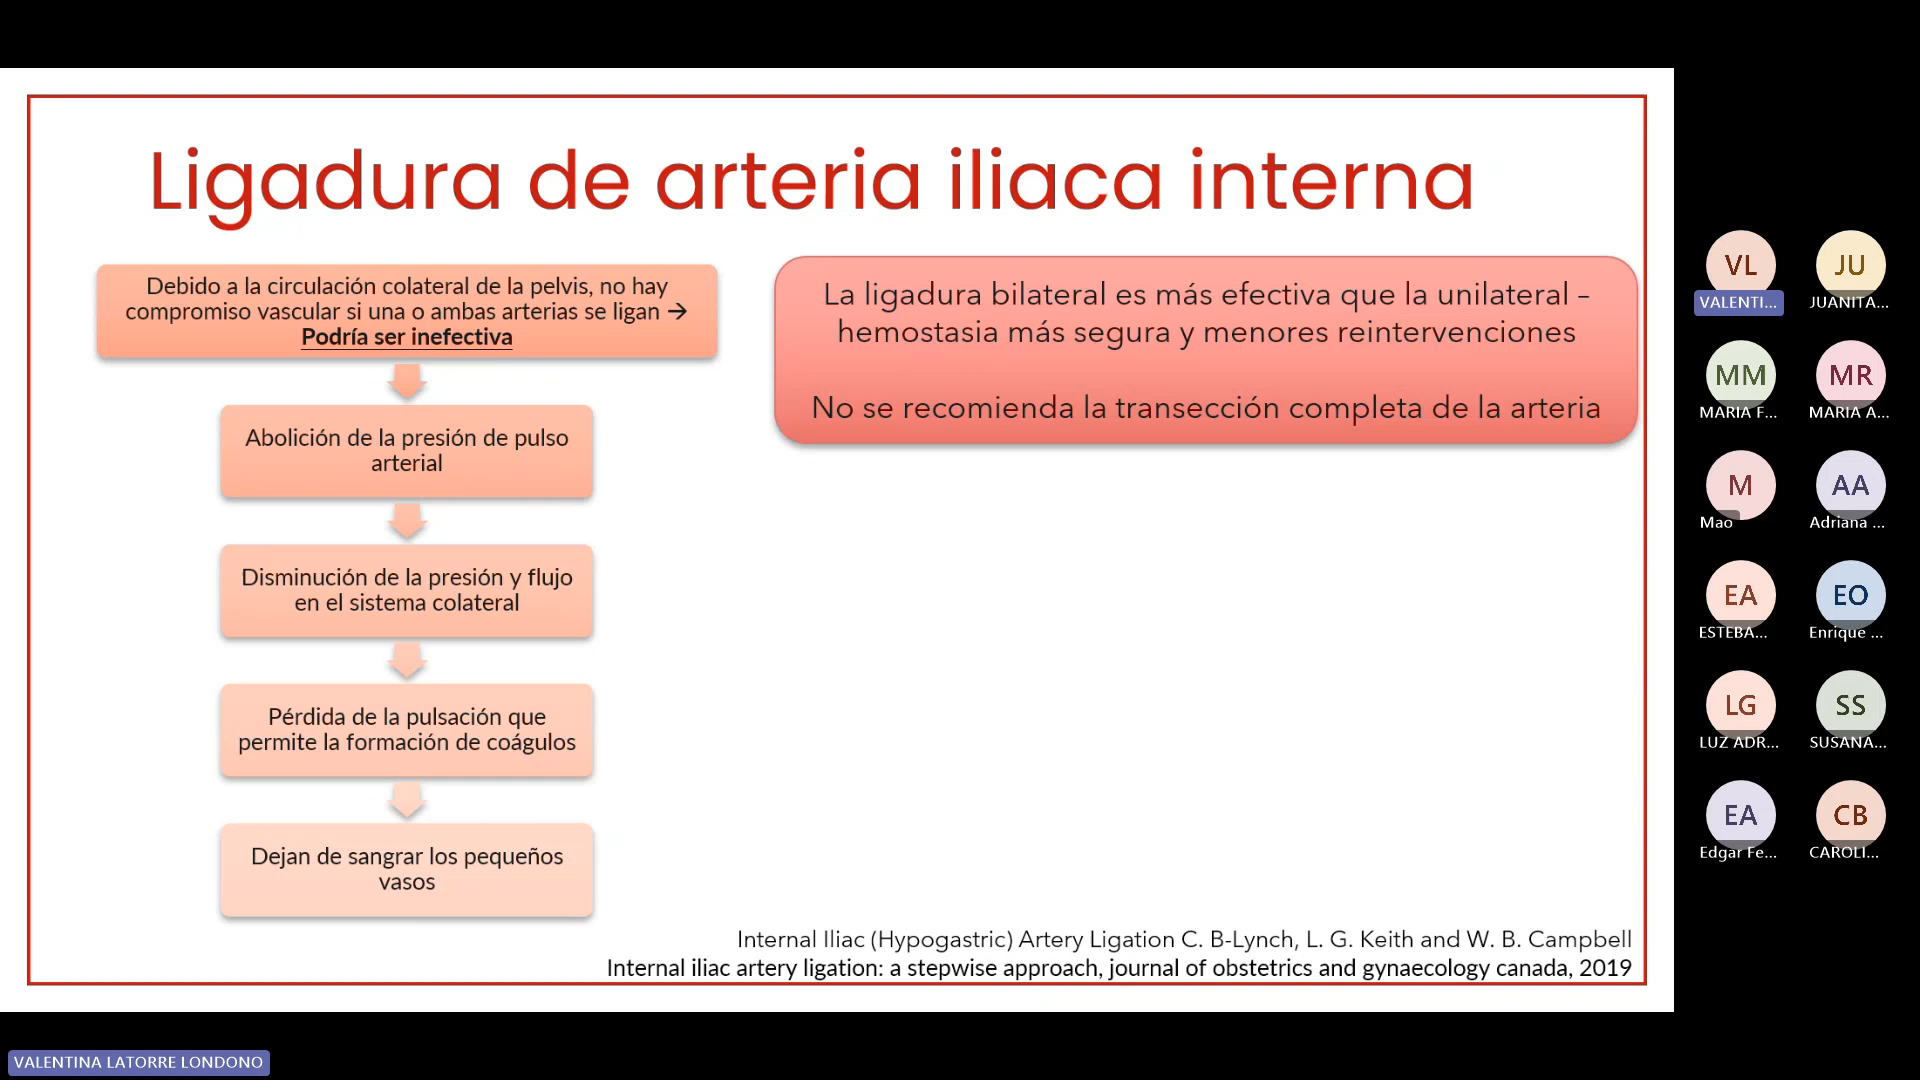 Ligadura de arteria iliaca interna
Debido a la circulación colateral de la pelvis, no hay
compromiso vascular si una o ambas arterias se ligan →
Podría ser inefectiva
Abolición de la presión de pulso
arterial
Disminución de la presión y flujo
en el sistema colateral
Pérdida de la pulsación que
permite la formación de coágulos
Dejan de sangrar los pequeños
vasos
La ligadura bilateral es más efectiva que la unilateral –
hemostasia más segura y menores reintervenciones
No se recomienda la transección completa de la arteria
Internal Iliac (Hypogastric) Artery Ligation C. B-Lynch, L. G. Keith and W. B. Campbell
Internal iliac artery ligation: a stepwise approach, journal of obstetrics and gynaecology canada, 2019
VL
VALENTI...
JU
JUANITA...
MM
MARIA F...
MR
MARIA A...
M
Mao
AA
Adriana ...
EA
ESTEBA...
EO
Enrique ...
LG
LUZ ADR...
SS
SUSANA...
EA
Edgar Fe...
CB
CAROLI...
VALENTINA LATORRE LONDONO